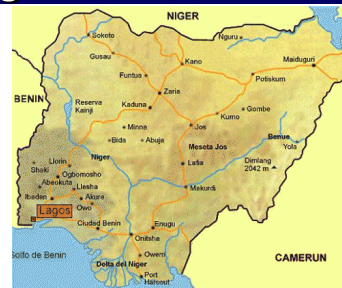 NIGER
Sokoto
Nguru
Gusau
Kano
Maiduguri
Funtua
Potiskum
Zaria
BENIN
Reserva
Kainji
Kaduna
Gombe
Kumo
Minna
Jos
Bida
Abuja
Meseta Jos
Benue
Yola
Niger
Lafia
Dimlang
2042 m
Llorin
Shaki
Ogbomosho
Abeokuta
Llesha
Makurdi
Ibadan
Akure
Owo
Lagos
Ciudad Benin
Enugu
Onitsha
Golfo de Benin
Owerri
CAMERUN
Delta del Niger
Port
Harcourt